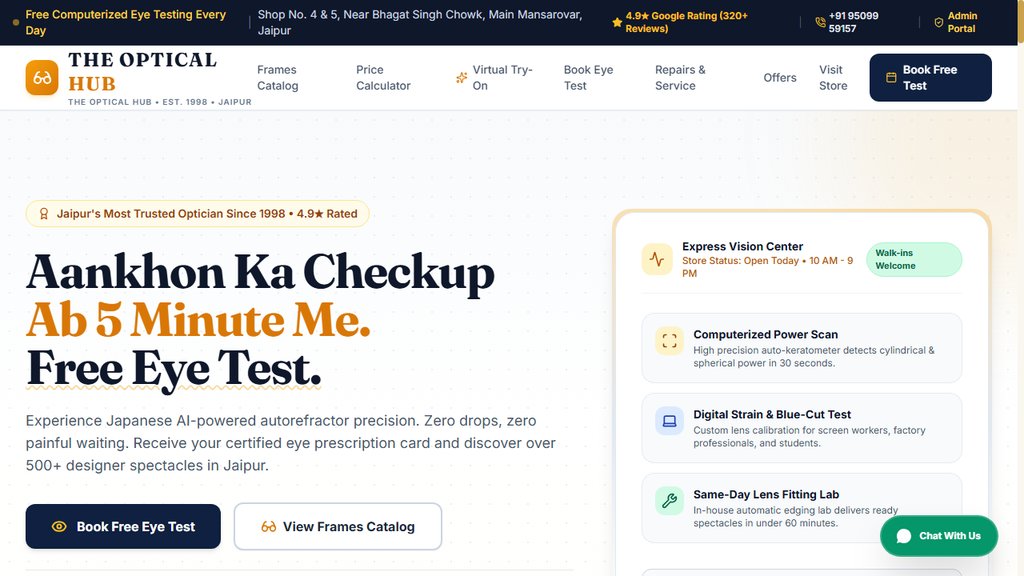 Free Computerized Eye Testing Every
Day
Shop No. 4 & 5, Near Bhagat Singh Chowk, Main Mansarovar,
Jaipur
4.9★ Google Rating (320+
Reviews)
+91 95099
59157
Admin
Portal
THE OPTICAL
HUB
THE OPTICAL HUB • EST. 1998 • JAIPUR
Frames
Catalog
Price
Calculator
Virtual Try-
On
Book Eye
Test
Repairs &
Service
Offers
Visit
Store
Book Free
Test
Jaipur's Most Trusted Optician Since 1998 • 4.9★ Rated
Aankhon Ka Checkup
Ab 5 Minute Me.
Free Eye Test.
Experience Japanese AI-powered autorefractor precision. Zero drops, zero
painful waiting. Receive your certified eye prescription card and discover over
500+ designer spectacles in Jaipur.
Book Free Eye Test
View Frames Catalog
Express Vision Center
Store Status: Open Today • 10 AM - 9
PM
Walk-ins
Welcome
Computerized Power Scan
High precision auto-keratometer detects cylindrical &
spherical power in 30 seconds.
Digital Strain & Blue-Cut Test
Custom lens calibration for screen workers, factory
professionals, and students.
Same-Day Lens Fitting Lab
In-house automatic edging lab delivers ready
spectacles in under 60 minutes.
Chat With Us